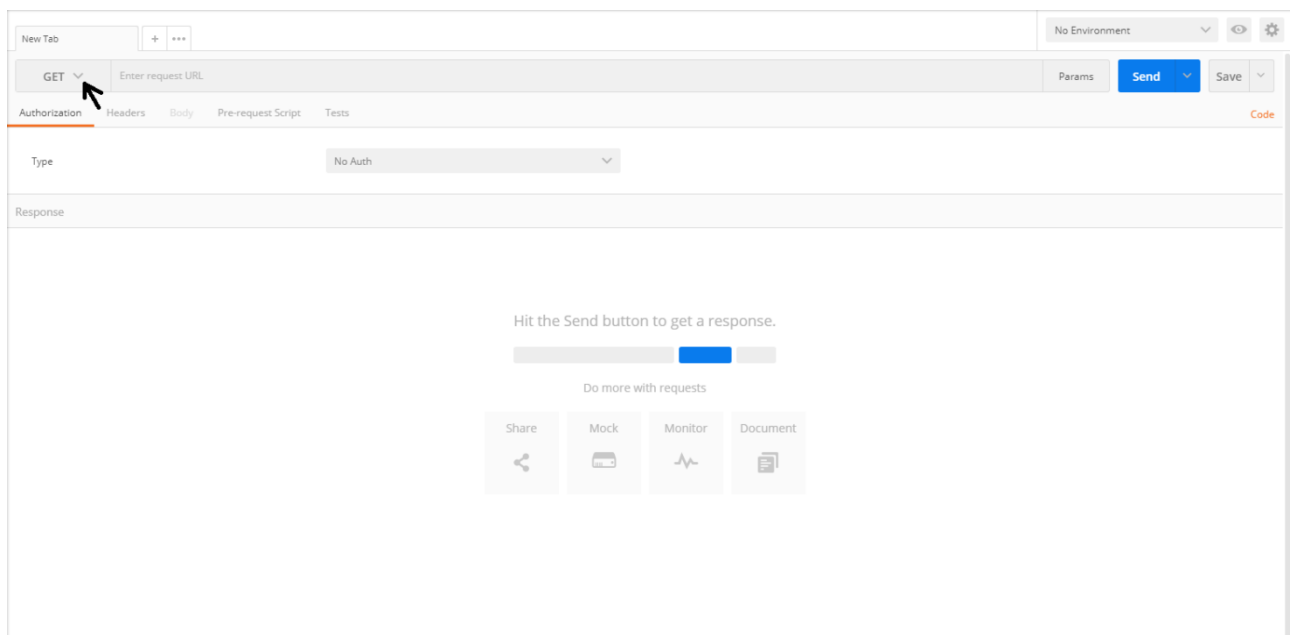 New Tab + No Environment
GET Enter request URL Params Send Save
Authorization Headers Body Pre-request Script Tests Code
Type No Auth
Response
Hit the Send button to get a response.
Do more with requests
Share Mock Monitor Document